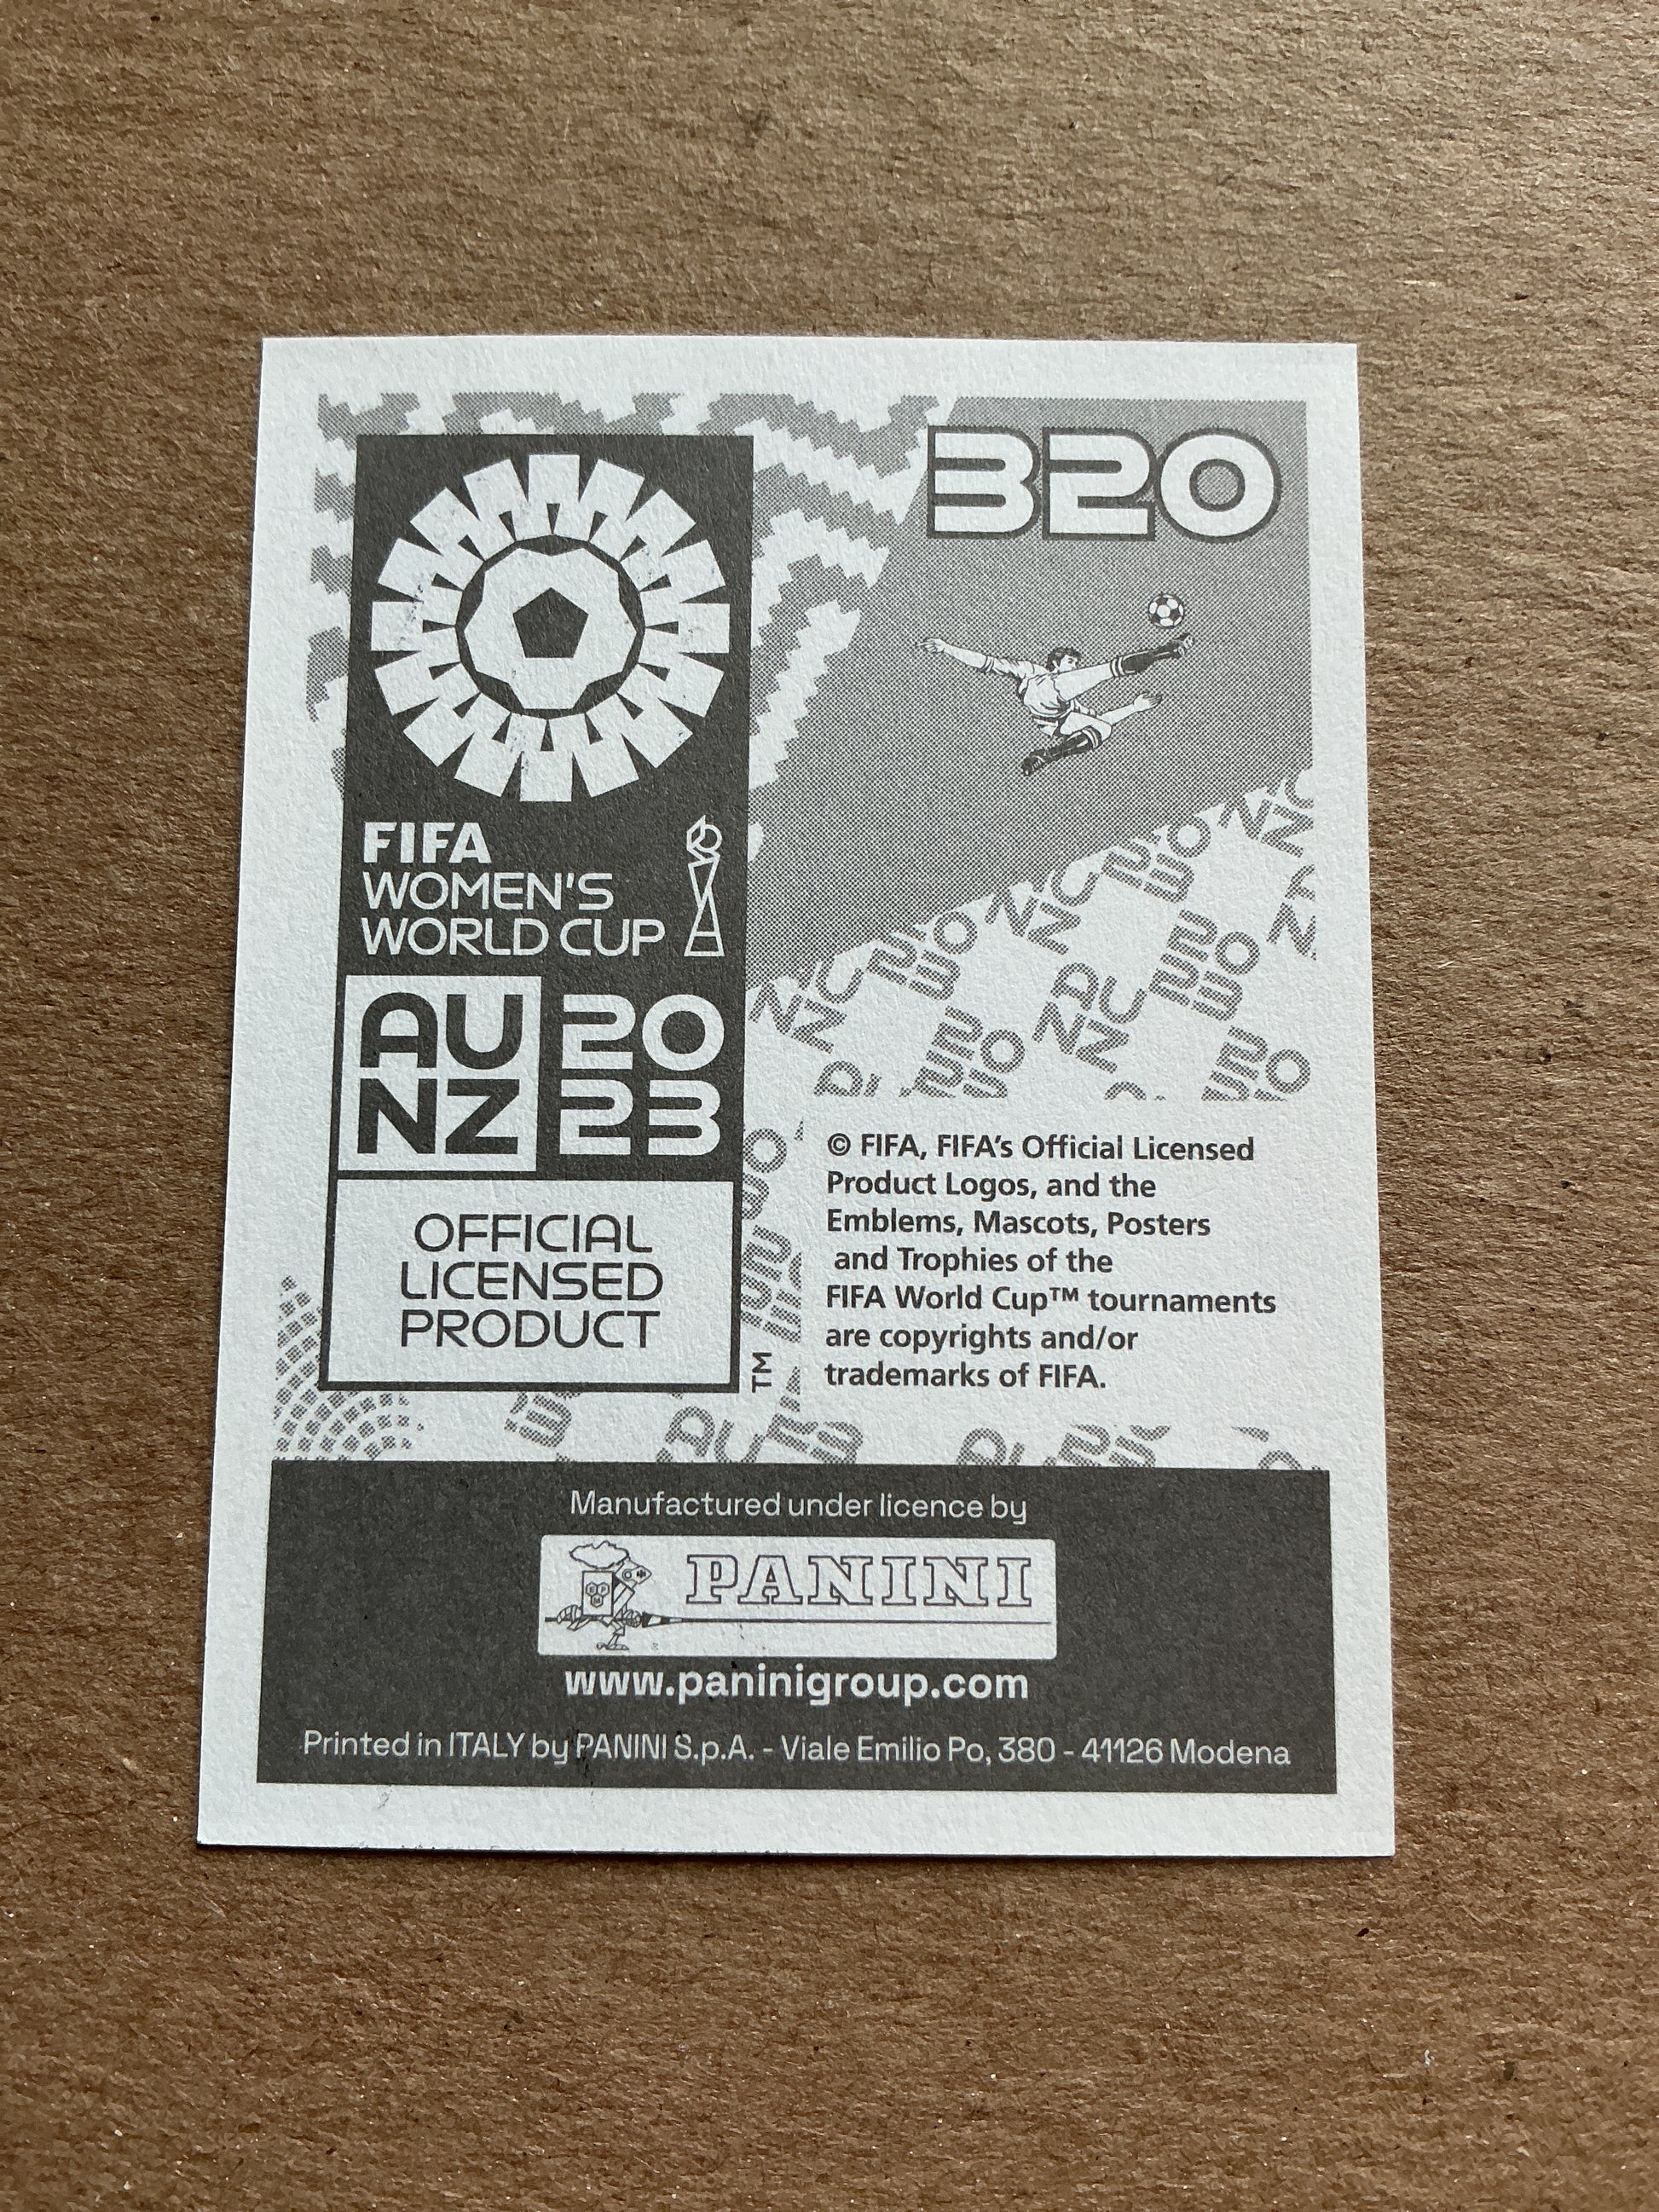 320
FIFA
WOMEN'S
WORLD CUP
AU
NZ
20
23
OFFICIAL
LICENSED
PRODUCT
TM
© FIFA, FIFA's Official Licensed
Product Logos, and the
Emblems, Mascots, Posters
and Trophies of the
FIFA World Cup™ tournaments
are copyrights and/or
trademarks of FIFA.
Manufactured under licence by
PANINI
www.paninigroup.com
Printed in ITALY by PANINI S.p.A. - Viale Emilio Po, 380 - 41126 Modena